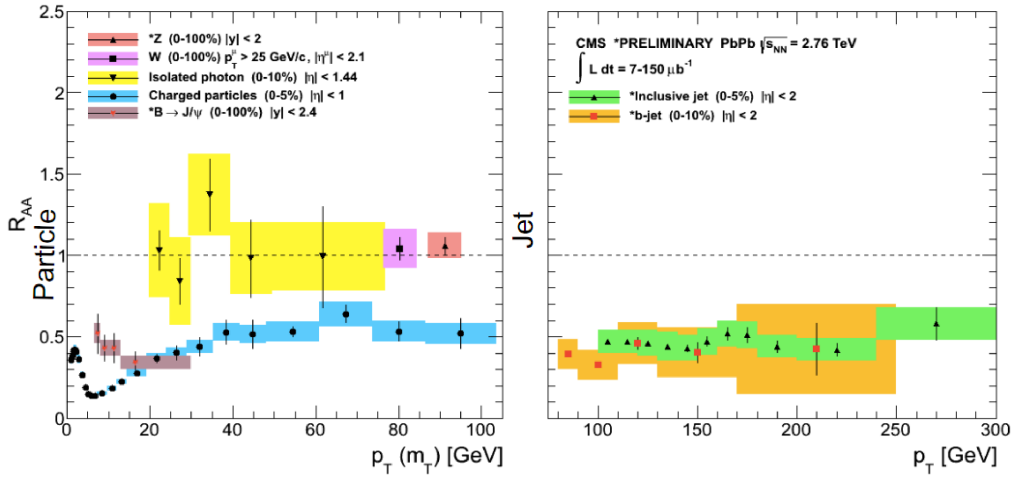 *Z (0-100%) |y| < 2
W (0-100%) p_T^μ > 25 GeV/c, |η^μ| < 2.1
Isolated photon (0-10%) |η| < 1.44
Charged particles (0-5%) |η| < 1
*B → J/ψ (0-100%) |y| < 2.4
2.5
2
1.5
1
0.5
0
Particle R_AA
0 20 40 60 80 100
p_T (m_T) [GeV]
CMS *PRELIMINARY PbPb √s_NN = 2.76 TeV
∫ L dt = 7-150 μb⁻¹
*Inclusive jet (0-5%) |η| < 2
*b-jet (0-10%) |η| < 2
Jet
100 150 200 250 300
p_T [GeV]